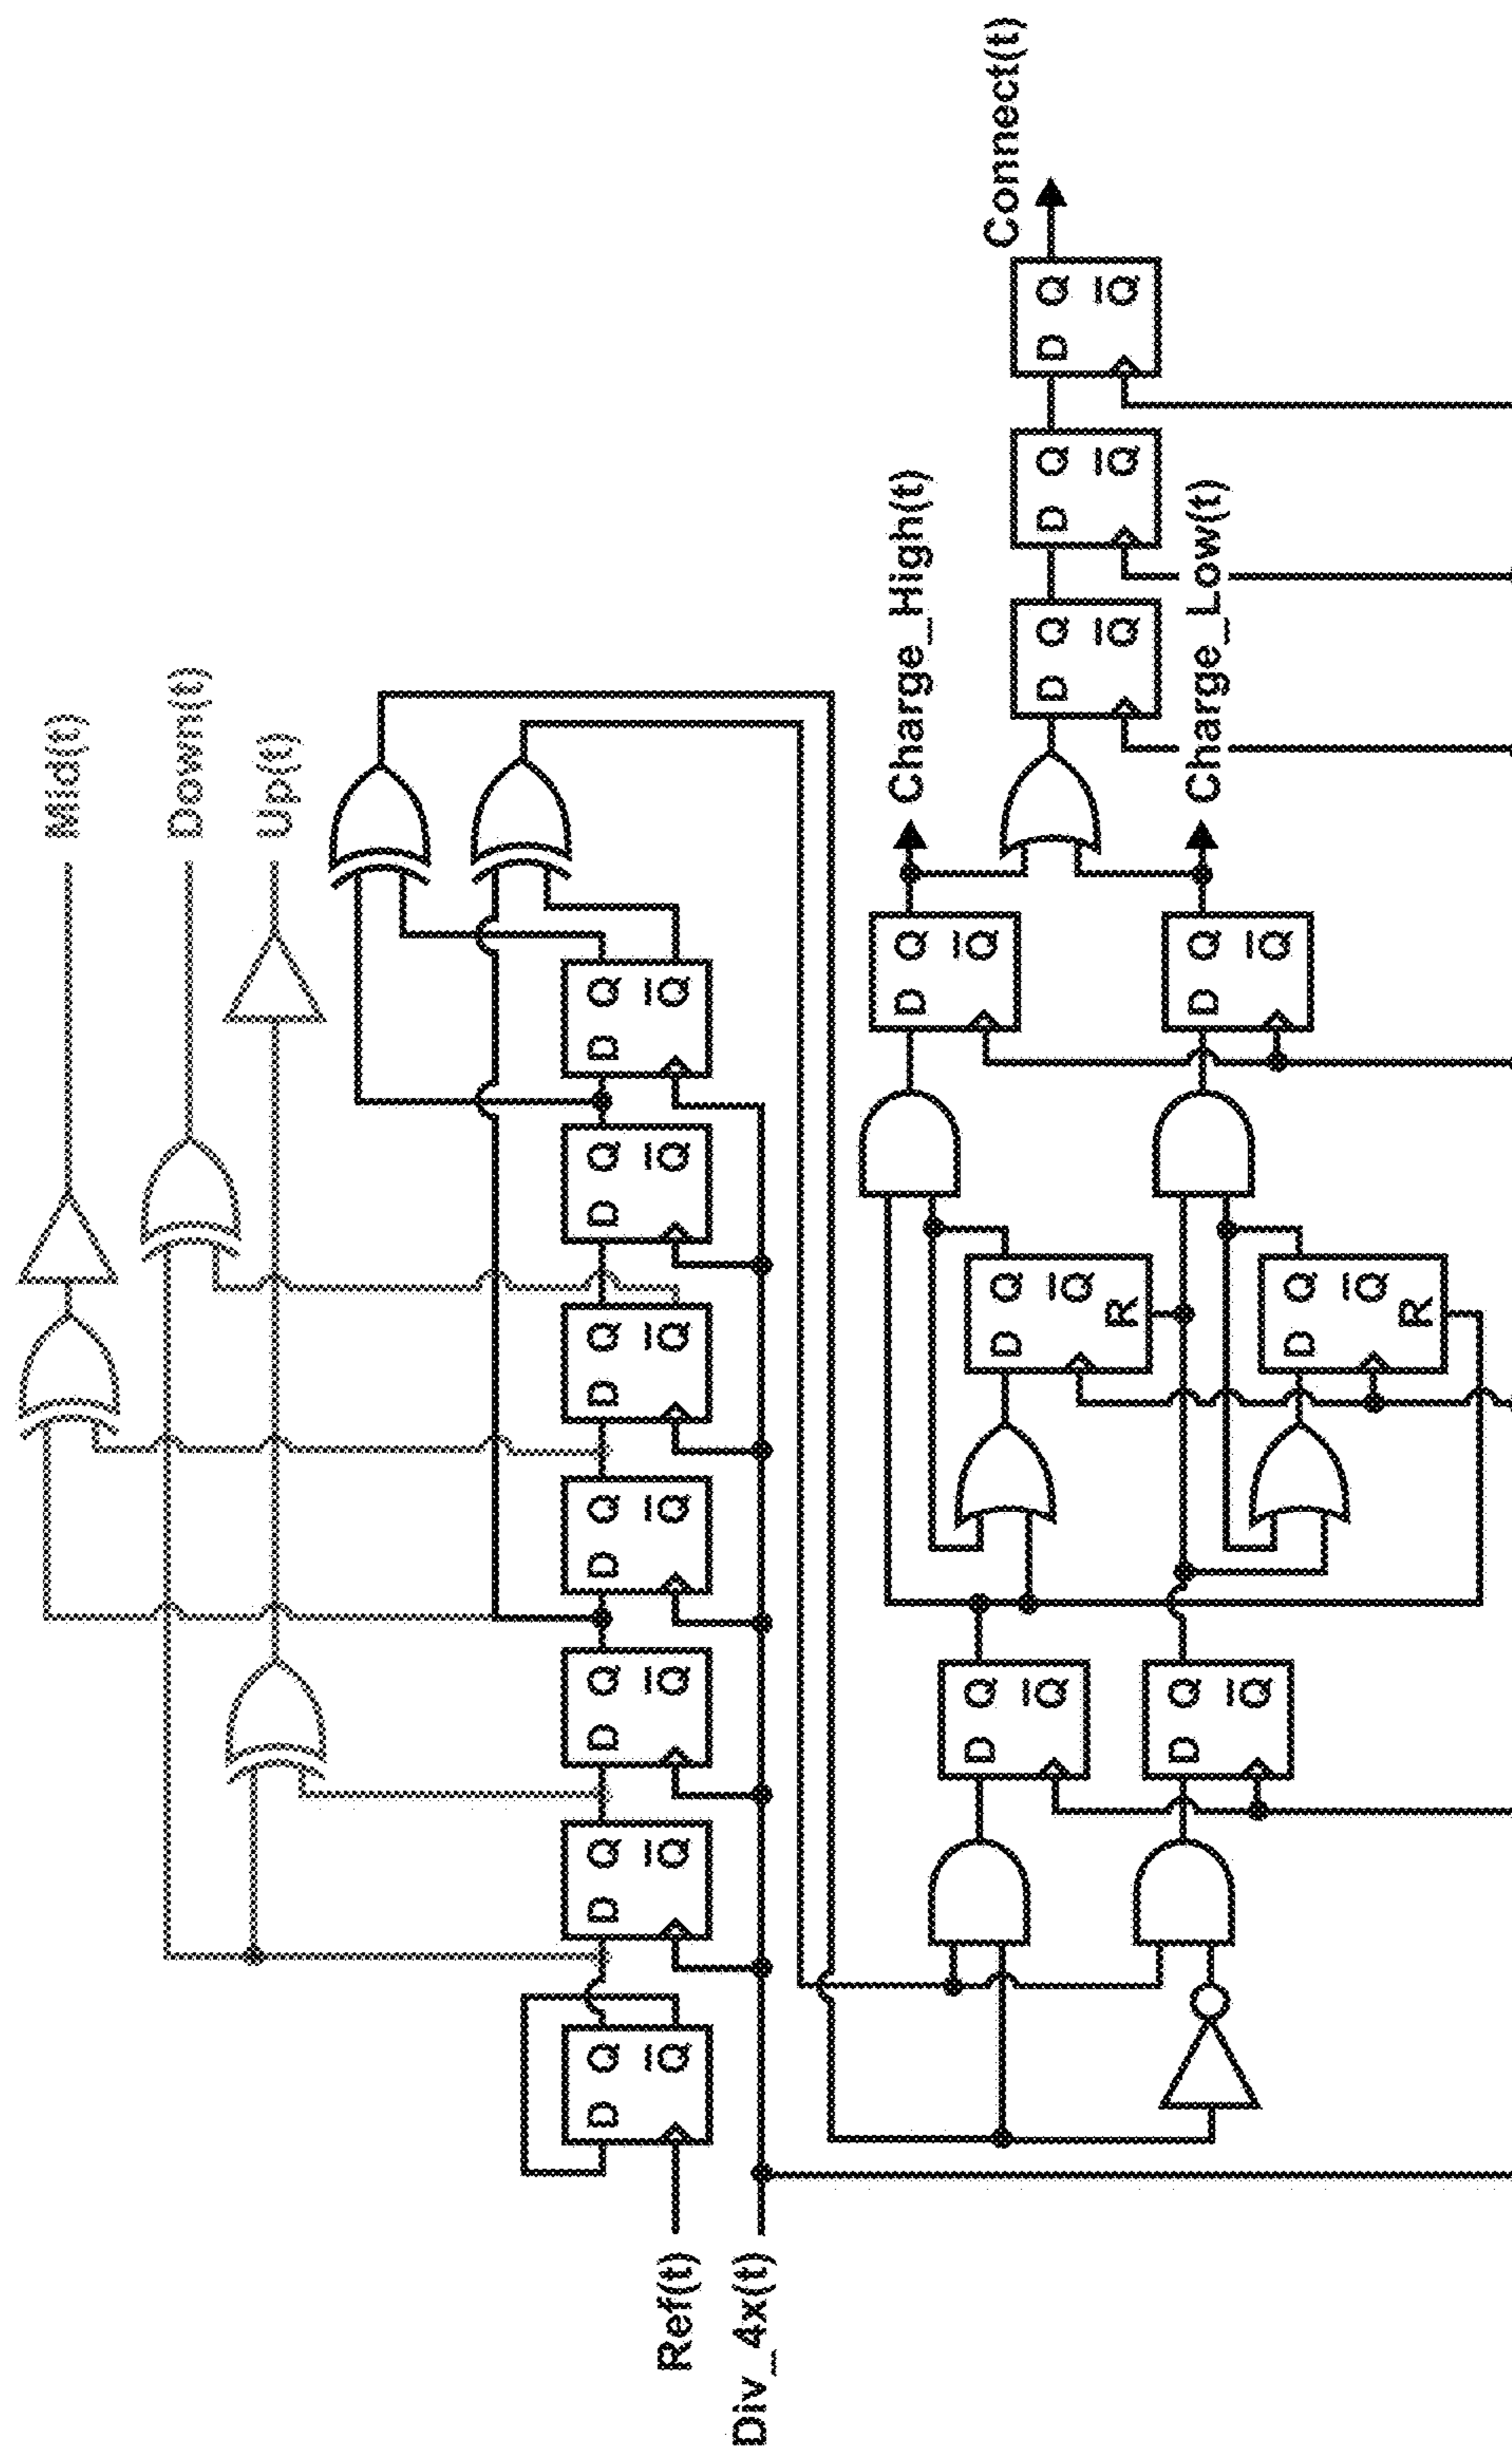 Mid(t)
Down(t)
Up(t)
D Q D Q D Q D Q D Q D Q D Q
Ref(t) Q̅ Q̅ Q̅ Q̅ Q̅ Q̅ Q̅
Div_4x(t)
Charge_High(t)
D Q
Q̅
D Q
Q̅
D Q
Q̅
R
Connect(t)
D Q D Q D Q
Q̅ Q̅ Q̅
Charge_Low(t)
D Q
Q̅
D Q
Q̅
D Q
Q̅
R